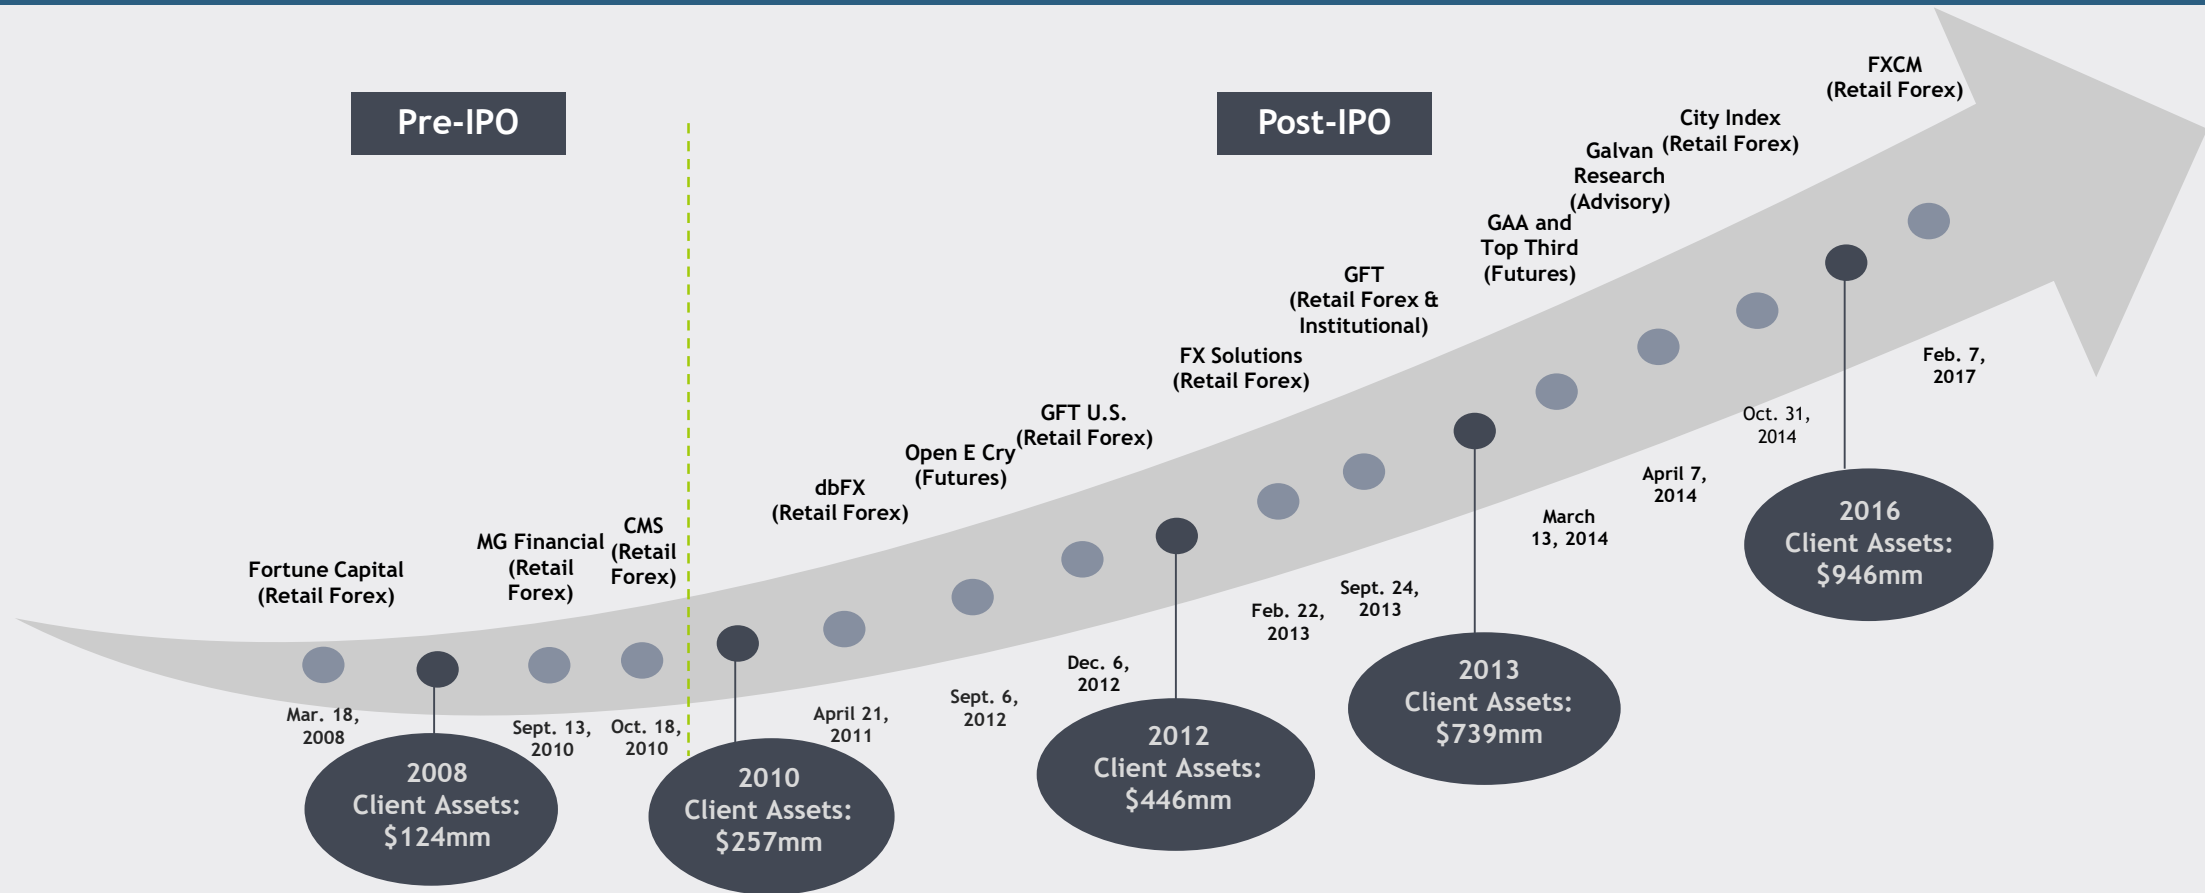 Pre-IPO
Post-IPO
Fortune Capital
(Retail Forex)
MG Financial
(Retail
Forex)
CMS
(Retail
Forex)
dbFX
(Retail Forex)
Open E Cry
(Futures)
GFT U.S.
(Retail Forex)
FX Solutions
(Retail Forex)
GFT
(Retail Forex &
Institutional)
GAA and
Top Third
(Futures)
Galvan
Research
(Advisory)
City Index
(Retail Forex)
FXCM
(Retail Forex)
Mar. 18,
2008
Sept. 13,
2010
Oct. 18,
2010
April 21,
2011
Sept. 6,
2012
Dec. 6,
2012
Feb. 22,
2013
Sept. 24,
2013
March
13, 2014
April 7,
2014
Oct. 31,
2014
Feb. 7,
2017
2008
Client Assets:
$124mm
2010
Client Assets:
$257mm
2012
Client Assets:
$446mm
2013
Client Assets:
$739mm
2016
Client Assets:
$946mm